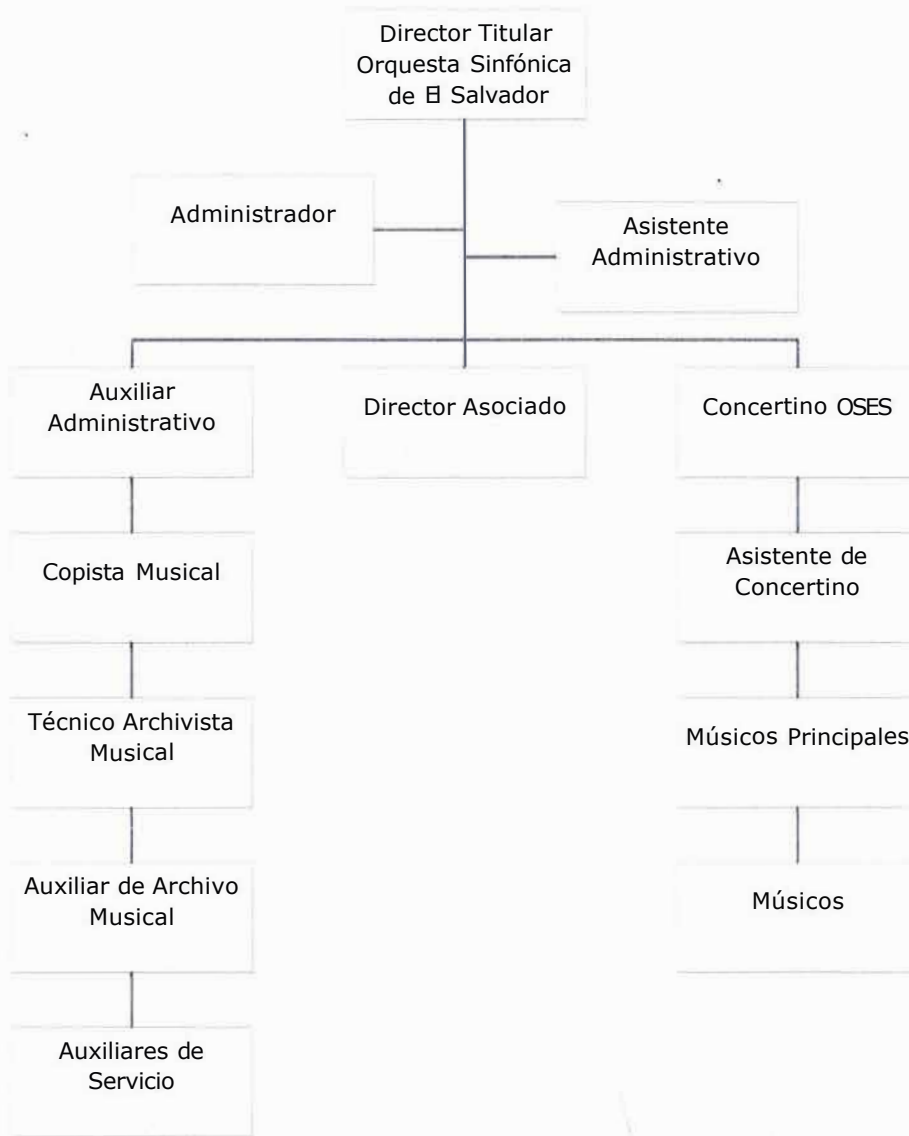 Director Titular
Orquesta Sinfónica
de El Salvador
Administrador
Asistente
Administrativo
Auxiliar
Administrativo
Director Asociado
Concertino OSES
Copista Musical
Asistente de
Concertino
Técnico Archivista
Musical
Músicos Principales
Auxiliar de Archivo
Musical
Músicos
Auxiliares de
Servicio